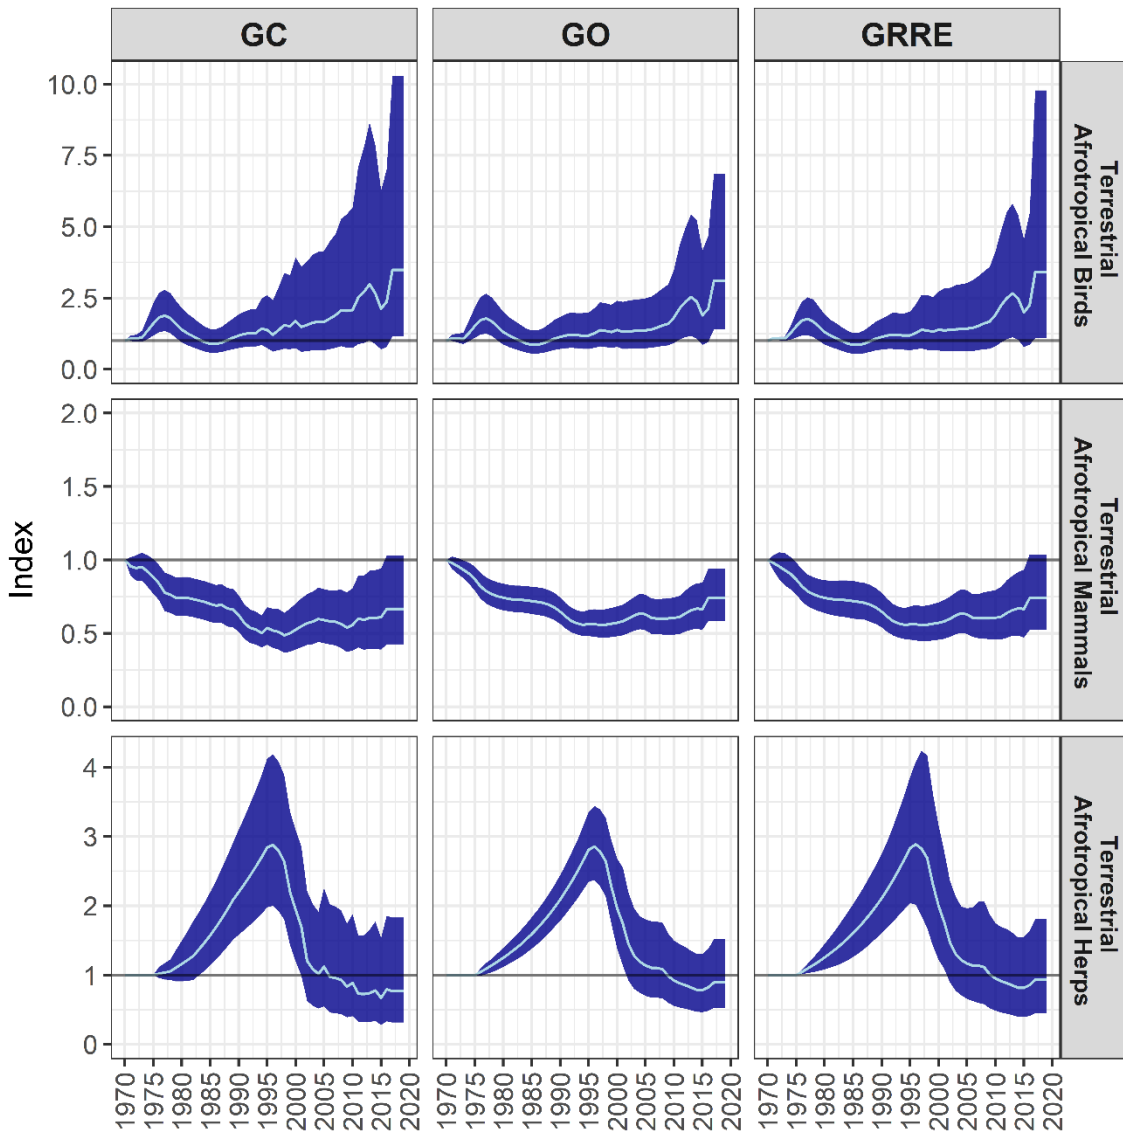 GC GO GRRE
10.0
7.5
5.0
2.5
0.0
Terrestrial
Afrotropical Birds
2.0
1.5
1.0
0.5
0.0
Terrestrial
Afrotropical Mammals
Index
4
3
2
1
0
Terrestrial
Afrotropical Herps
1970 1975 1980 1985 1990 1995 2000 2005 2010 2015 2020 1970 1975 1980 1985 1990 1995 2000 2005 2010 2015 2020 1970 1975 1980 1985 1990 1995 2000 2005 2010 2015 2020